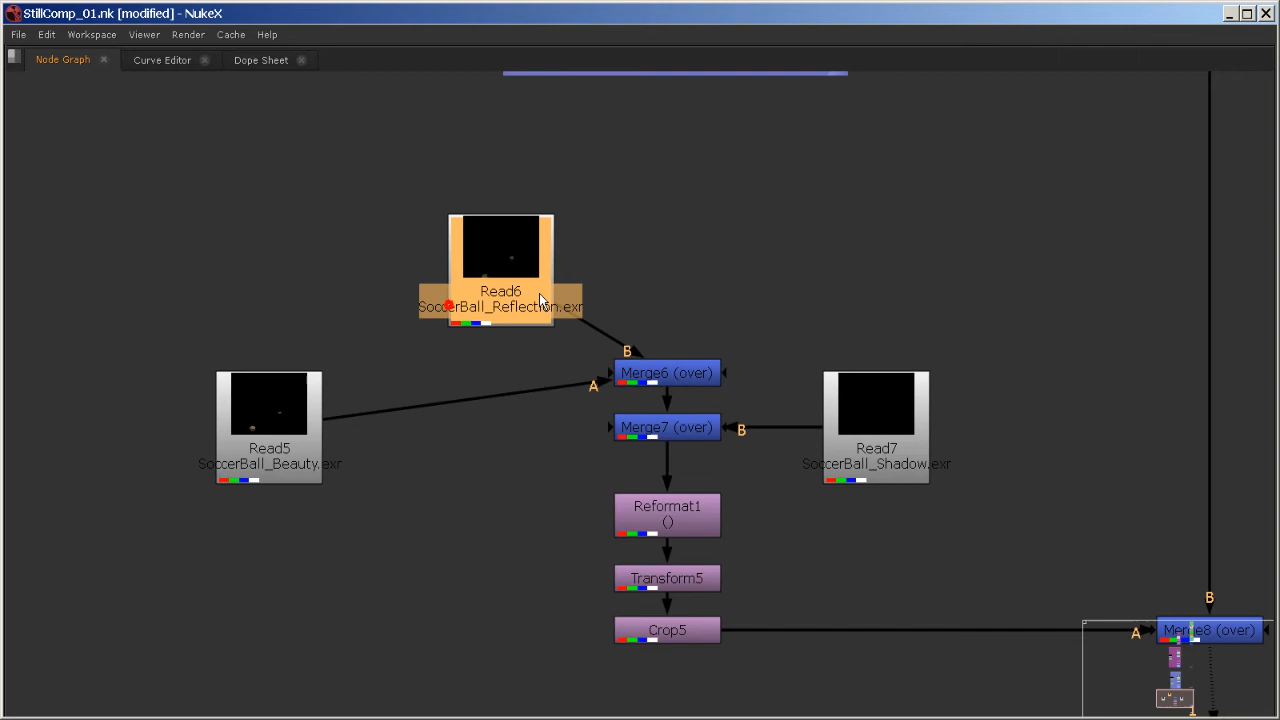 StillComp_01.nk [modified] - NukeX
File Edit Workspace Viewer Render Cache Help
Node Graph Curve Editor Dope Sheet
Read6
SoccerBall_Reflection.exr
B
Merge6 (over)
A
Merge7 (over)
B
Read5
SoccerBall_Beauty.exr
Read7
SoccerBall_Shadow.exr
Reformat1
()
Transform5
B
Crop5
A
Merge8 (over)
1